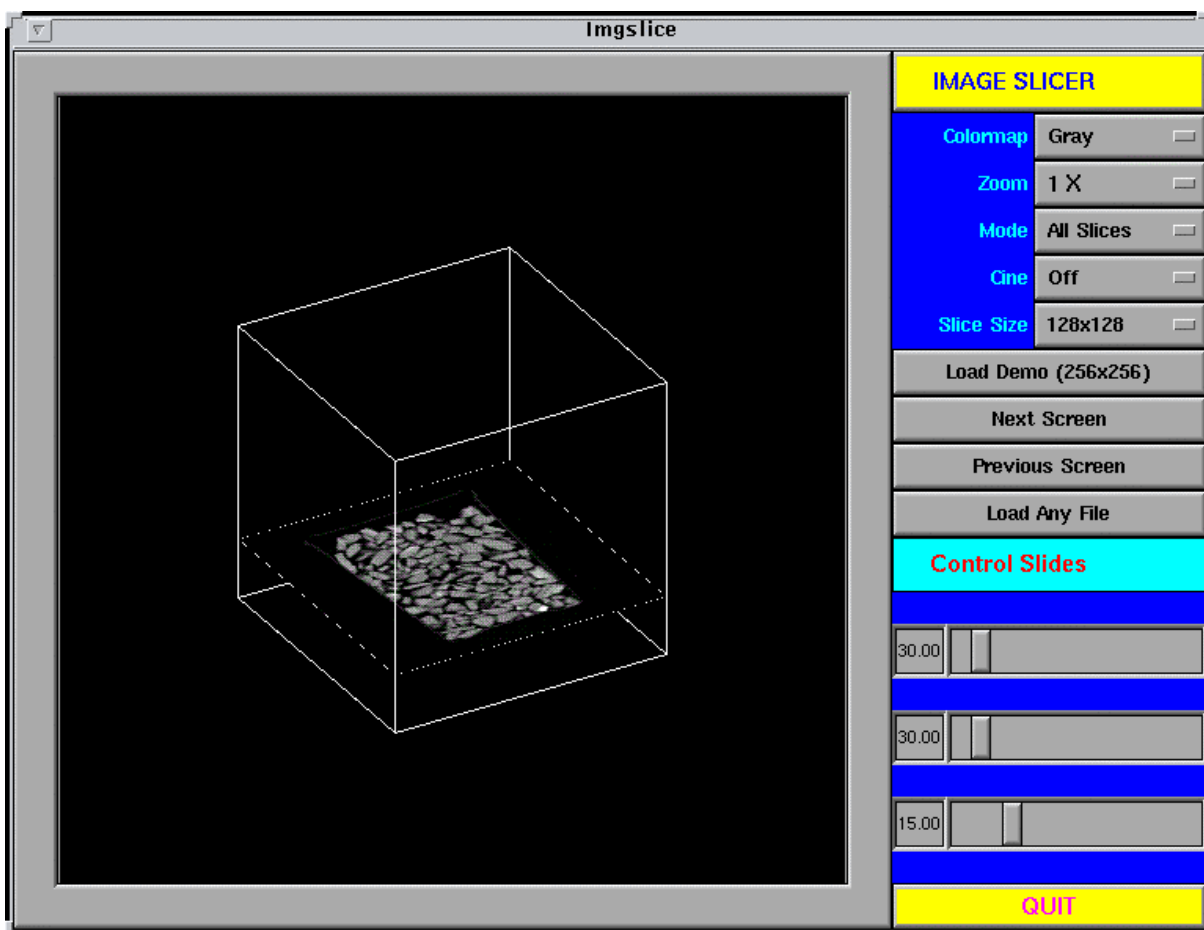 Imgslice
IMAGE SLICER
Colormap Gray
Zoom 1 X
Mode All Slices
Cine Off
Slice Size 128x128
Load Demo (256x256)
Next Screen
Previous Screen
Load Any File
Control Slides
30.00
30.00
15.00
QUIT